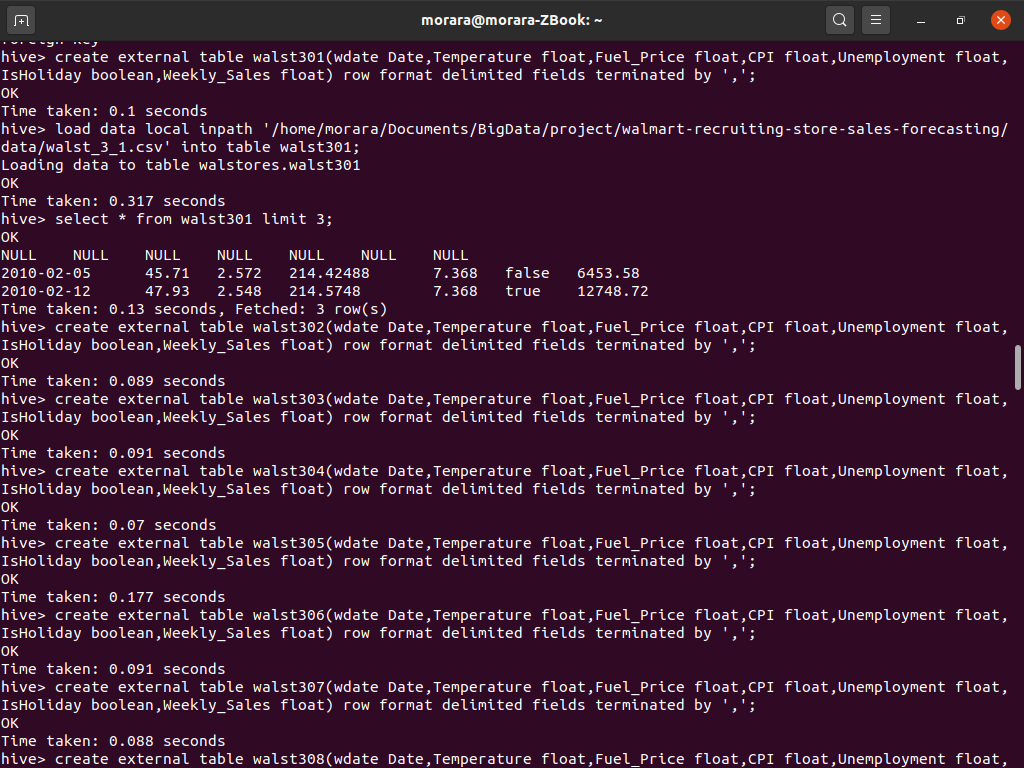 morara@morara-ZBook: ~
foreign key
hive> create external table walst301(wdate Date,Temperature float,Fuel_Price float,CPI float,Unemployment float,
IsHoliday boolean,Weekly_Sales float) row format delimited fields terminated by ',';
OK
Time taken: 0.1 seconds
hive> load data local inpath '/home/morara/Documents/BigData/project/walmart-recruiting-store-sales-forecasting/
data/walst_3_1.csv' into table walst301;
Loading data to table walstores.walst301
OK
Time taken: 0.317 seconds
hive> select * from walst301 limit 3;
OK
NULL    NULL    NULL    NULL    NULL    NULL    NULL
2010-02-05      45.71   2.572   214.42488       7.368   false   6453.58
2010-02-12      47.93   2.548   214.5748        7.368   true    12748.72
Time taken: 0.13 seconds, Fetched: 3 row(s)
hive> create external table walst302(wdate Date,Temperature float,Fuel_Price float,CPI float,Unemployment float,
IsHoliday boolean,Weekly_Sales float) row format delimited fields terminated by ',';
OK
Time taken: 0.089 seconds
hive> create external table walst303(wdate Date,Temperature float,Fuel_Price float,CPI float,Unemployment float,
IsHoliday boolean,Weekly_Sales float) row format delimited fields terminated by ',';
OK
Time taken: 0.091 seconds
hive> create external table walst304(wdate Date,Temperature float,Fuel_Price float,CPI float,Unemployment float,
IsHoliday boolean,Weekly_Sales float) row format delimited fields terminated by ',';
OK
Time taken: 0.07 seconds
hive> create external table walst305(wdate Date,Temperature float,Fuel_Price float,CPI float,Unemployment float,
IsHoliday boolean,Weekly_Sales float) row format delimited fields terminated by ',';
OK
Time taken: 0.177 seconds
hive> create external table walst306(wdate Date,Temperature float,Fuel_Price float,CPI float,Unemployment float,
IsHoliday boolean,Weekly_Sales float) row format delimited fields terminated by ',';
OK
Time taken: 0.091 seconds
hive> create external table walst307(wdate Date,Temperature float,Fuel_Price float,CPI float,Unemployment float,
IsHoliday boolean,Weekly_Sales float) row format delimited fields terminated by ',';
OK
Time taken: 0.088 seconds
hive> create external table walst308(wdate Date,Temperature float,Fuel_Price float,CPI float,Unemployment float,